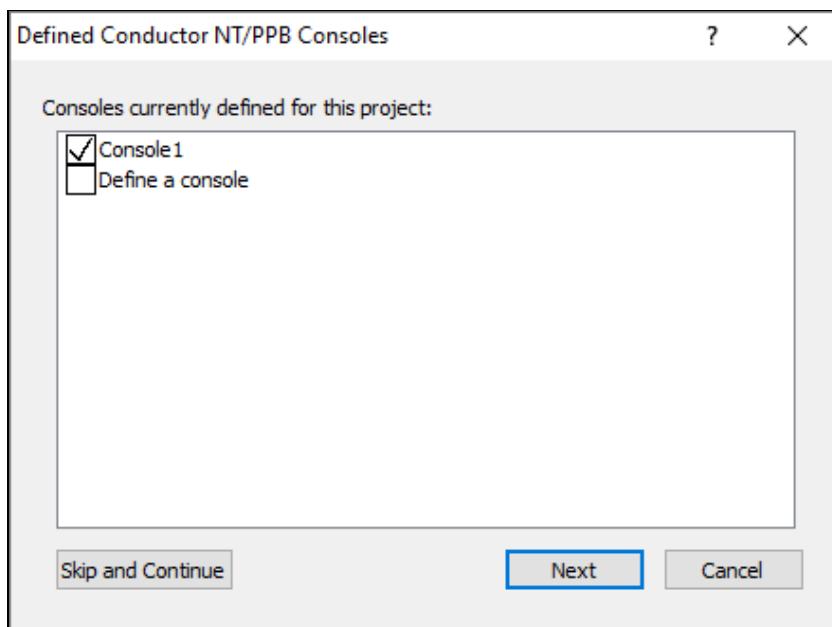 Defined Conductor NT/PPB Consoles ?
Consoles currently defined for this project:
Console1
Define a console
Skip and Continue Next Cancel